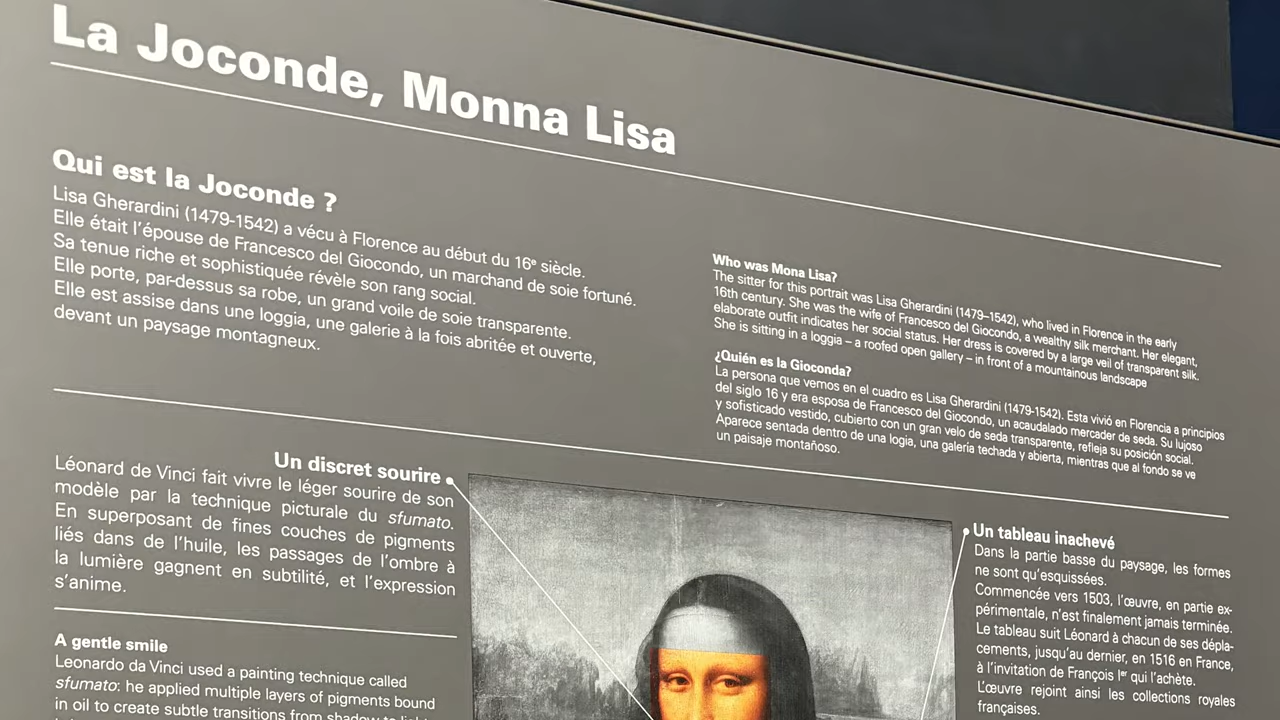 La Joconde, Monna Lisa
Qui est la Joconde ?
Lisa Gherardini (1479-1542) a vécu à Florence au début du 16e siècle.
Elle était l'épouse de Francesco del Giocondo, un marchand de soie fortuné.
Sa tenue riche et sophistiquée révèle son rang social.
Elle porte, par-dessus sa robe, un grand voile de soie transparente.
Elle est assise dans une loggia, une galerie à la fois abritée et ouverte,
devant un paysage montagneux.
Who was Mona Lisa?
The sitter for this portrait was Lisa Gherardini (1479–1542), who lived in Florence in the early
16th century. She was the wife of Francesco del Giocondo, a wealthy silk merchant. Her elegant,
elaborate outfit indicates her social status. Her dress is covered by a large veil of transparent silk.
She is sitting in a loggia – a roofed open gallery – in front of a mountainous landscape
¿Quién es la Gioconda?
La persona que vemos en el cuadro es Lisa Gherardini (1479-1542). Esta vivió en Florencia a principios
del siglo 16 y era esposa de Francesco del Giocondo, un acaudalado mercader de seda. Su lujoso
y sofisticado vestido, cubierto con un gran velo de seda transparente, refleja su posición social.
Aparece sentada dentro de una logia, una galería techada y abierta, mientras que al fondo se ve
un paisaje montañoso.
Un discret sourire
Léonard de Vinci fait vivre le léger sourire de son
modèle par la technique picturale du sfumato.
En superposant de fines couches de pigments
liés dans de l'huile, les passages de l'ombre à
la lumière gagnent en subtilité, et l'expression
s'anime.
A gentle smile
Leonardo da Vinci used a painting technique called
sfumato: he applied multiple layers of pigments bound
in oil to create subtle transitions from shadow to light
Un tableau inachevé
Dans la partie basse du paysage, les formes
ne sont qu'esquissées.
Commencée vers 1503, l'œuvre, en partie ex-
périmentale, n'est finalement jamais terminée.
Le tableau suit Léonard à chacun de ses dépla-
cements, jusqu'au dernier, en 1516 en France,
à l'invitation de François Ier qui l'achète.
L'œuvre rejoint ainsi les collections royales
françaises.